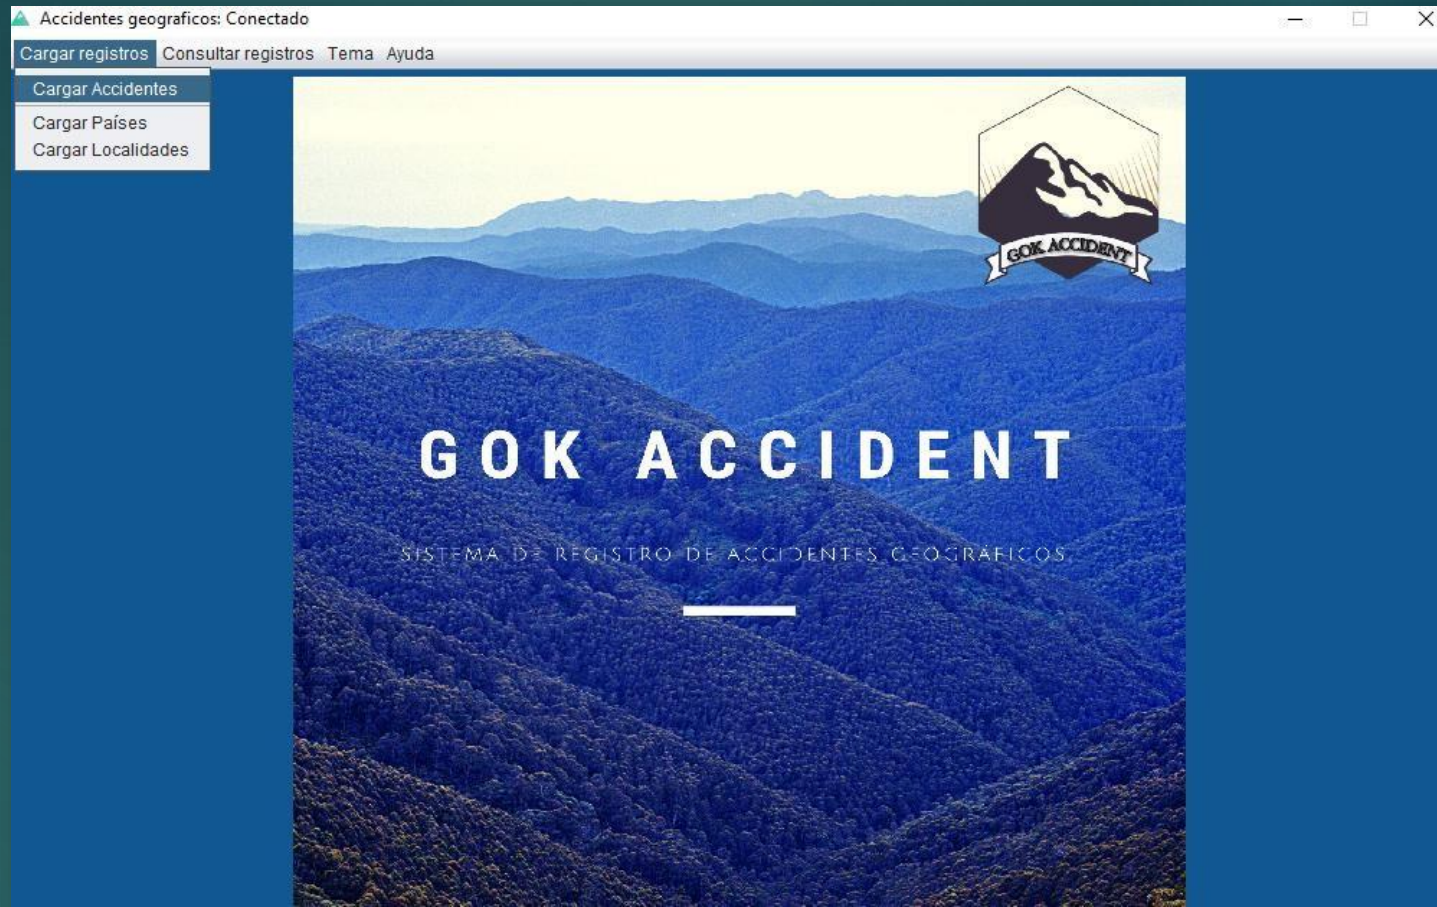 Accidentes geograficos: Conectado
Cargar registros Consultar registros Tema Ayuda
Cargar Accidentes
Cargar Países
Cargar Localidades
GOK ACCIDENT
GOK ACCIDENT
SISTEMA DE REGISTRO DE ACCIDENTES GEOGRÁFICOS